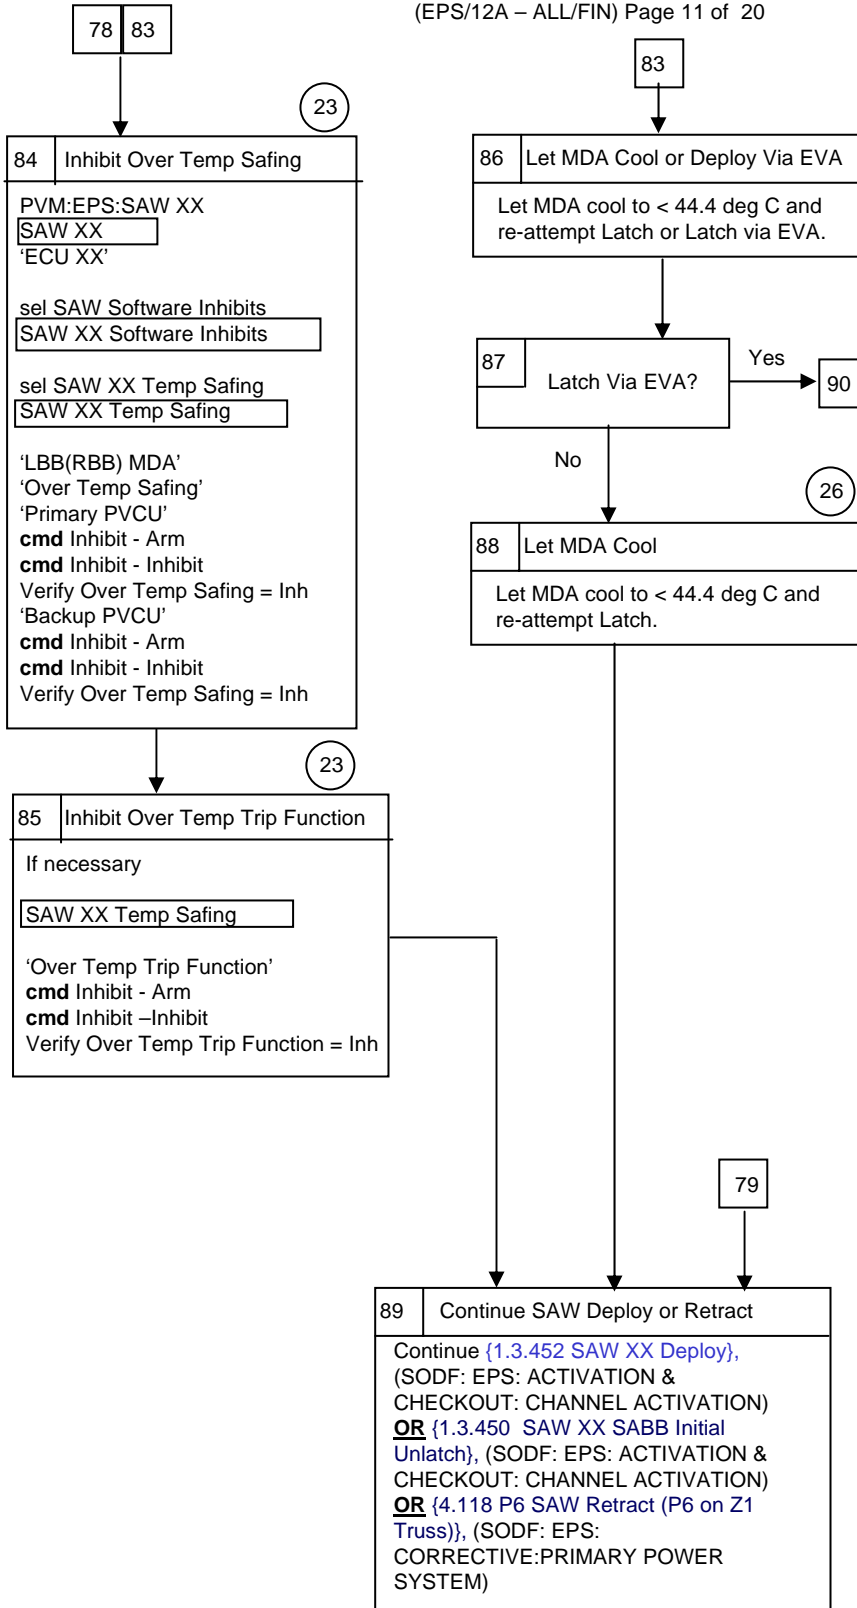 (EPS/12A – ALL/FIN) Page 11 of 20
78 83
23
84 Inhibit Over Temp Safing
PVM:EPS:SAW XX
SAW XX
‘ECU XX’
sel SAW Software Inhibits
SAW XX Software Inhibits
sel SAW XX Temp Safing
SAW XX Temp Safing
‘LBB(RBB) MDA’
‘Over Temp Safing’
‘Primary PVCU’
cmd Inhibit - Arm
cmd Inhibit - Inhibit
Verify Over Temp Safing = Inh
‘Backup PVCU’
cmd Inhibit - Arm
cmd Inhibit - Inhibit
Verify Over Temp Safing = Inh
23
85 Inhibit Over Temp Trip Function
If necessary
SAW XX Temp Safing
‘Over Temp Trip Function’
cmd Inhibit - Arm
cmd Inhibit –Inhibit
Verify Over Temp Trip Function = Inh
83
86 Let MDA Cool or Deploy Via EVA
Let MDA cool to < 44.4 deg C and
re-attempt Latch or Latch via EVA.
87
Latch Via EVA?
Yes
90
No
26
88 Let MDA Cool
Let MDA cool to < 44.4 deg C and
re-attempt Latch.
79
89 Continue SAW Deploy or Retract
Continue {1.3.452 SAW XX Deploy},
(SODF: EPS: ACTIVATION &
CHECKOUT: CHANNEL ACTIVATION)
OR {1.3.450 SAW XX SABB Initial
Unlatch}, (SODF: EPS: ACTIVATION &
CHECKOUT: CHANNEL ACTIVATION)
OR {4.118 P6 SAW Retract (P6 on Z1
Truss)}, (SODF: EPS:
CORRECTIVE:PRIMARY POWER
SYSTEM)